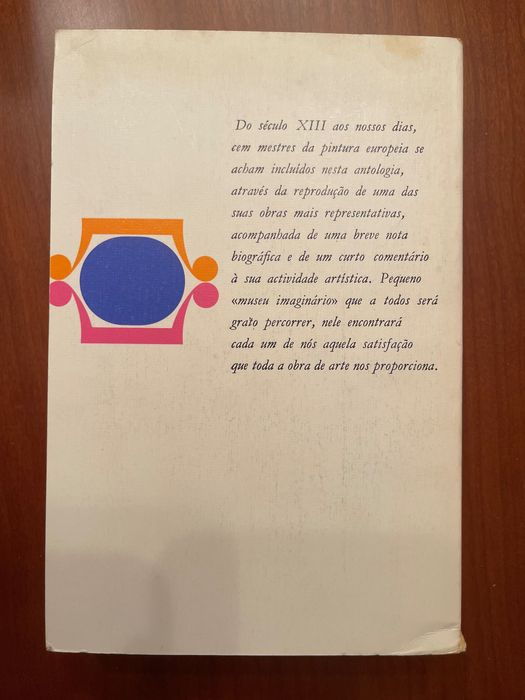 Do século XIII aos nossos dias,
cem mestres da pintura europeia se
acham incluídos nesta antologia,
através da reprodução de uma das
suas obras mais representativas,
acompanhada de uma breve nota
biográfica e de um curto comentário
à sua actividade artística. Pequeno
«museu imaginário» que a todos será
grato percorrer, nele encontrará
cada um de nós aquela satisfação
que toda a obra de arte nos proporciona.